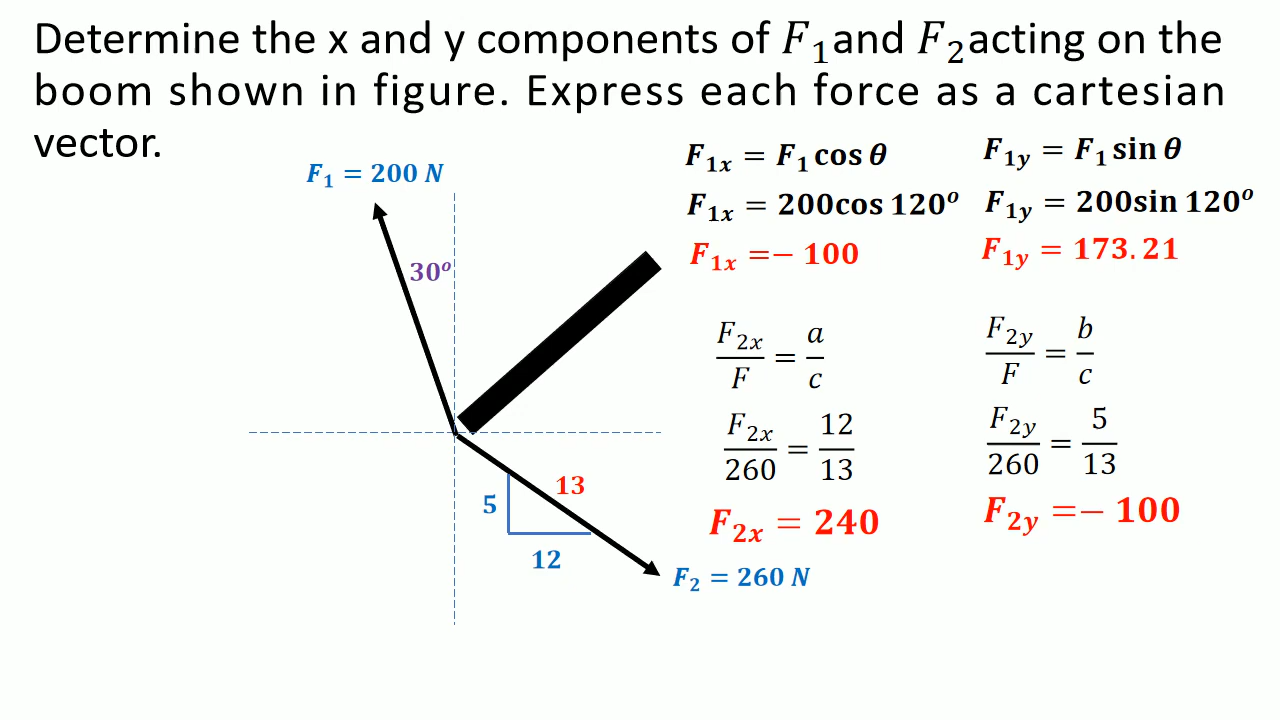 Determine the x and y components of F₁ and F₂ acting on the
boom shown in figure. Express each force as a cartesian
vector.
F₁ = 200 N
30ᵒ
5
13
12
F₂ = 260 N
F₁ₓ = F₁ cos θ
F₁ₓ = 200cos 120ᵒ
F₁ₓ =− 100
F₁y = F₁ sin θ
F₁y = 200sin 120ᵒ
F₁y = 173.21
F₂ₓ/F = a/c
F₂ₓ/260 = 12/13
F₂ₓ = 240
F₂y/F = b/c
F₂y/260 = 5/13
F₂y =− 100